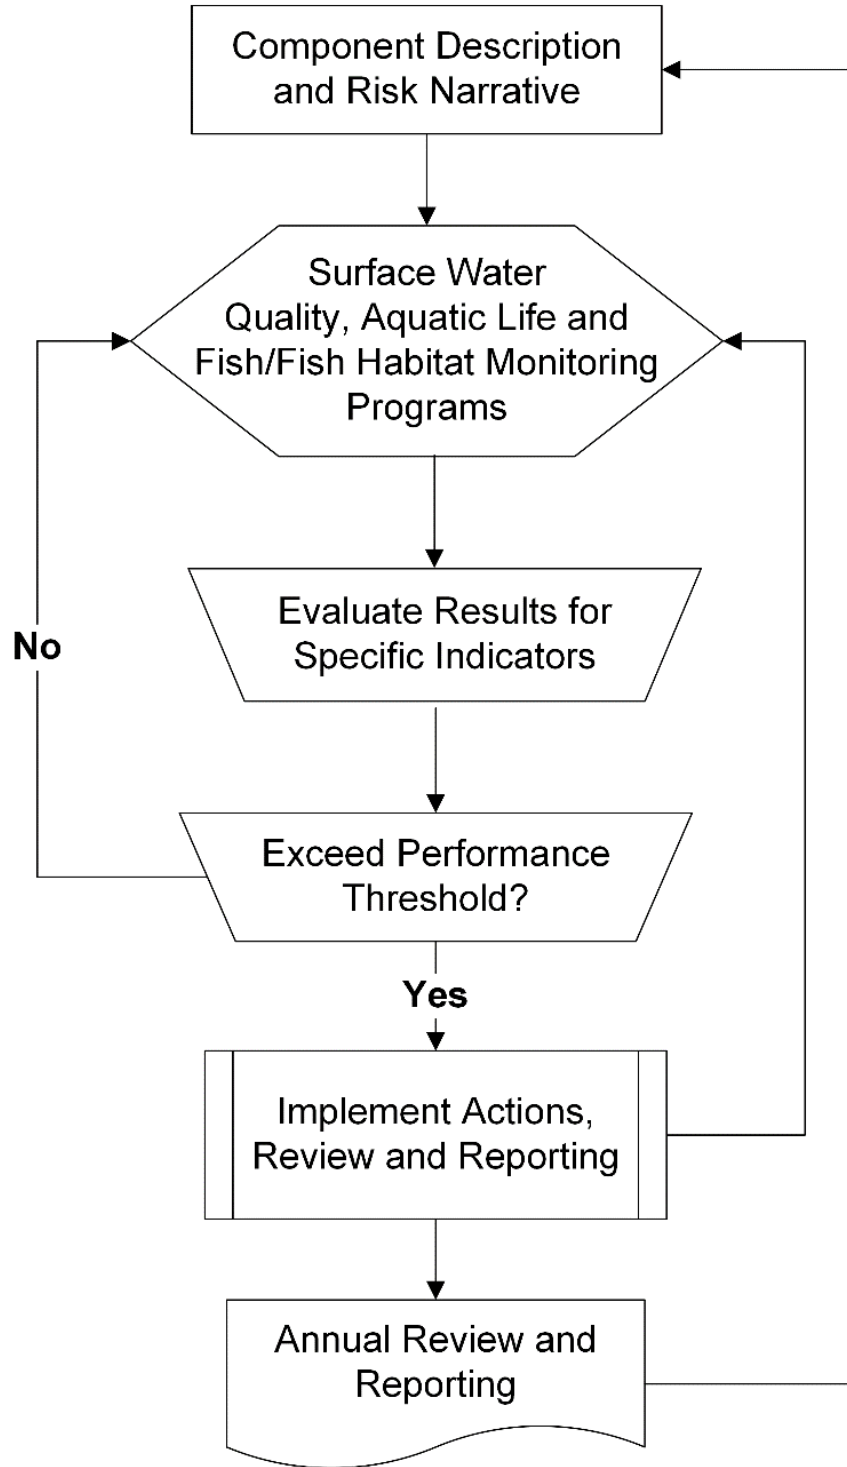 Component Description
and Risk Narrative
Surface Water
Quality, Aquatic Life and
Fish/Fish Habitat Monitoring
Programs
Evaluate Results for
Specific Indicators
No
Exceed Performance
Threshold?
Yes
Implement Actions,
Review and Reporting
Annual Review and
Reporting